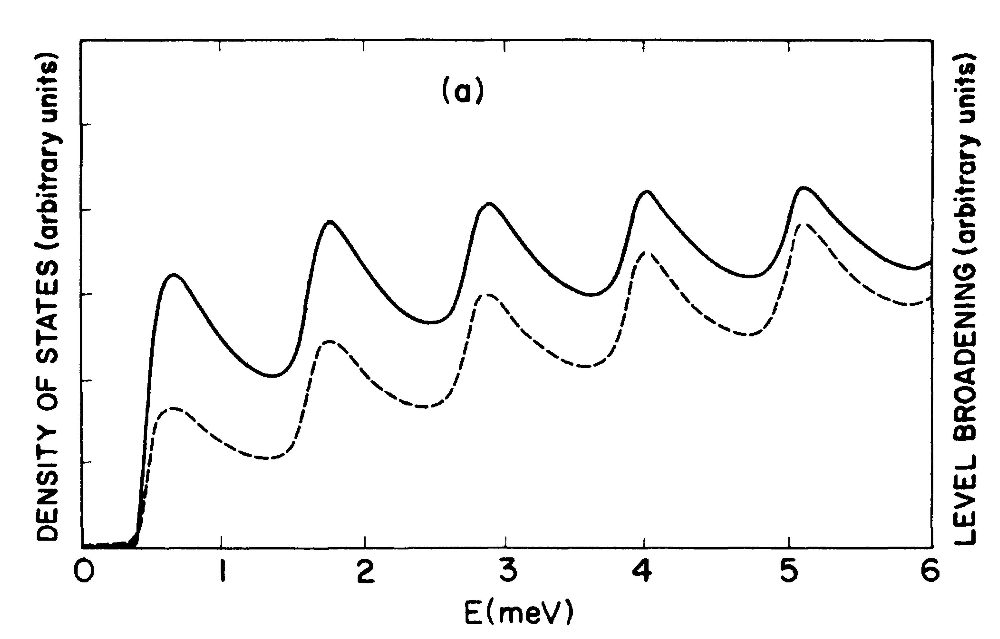 DENSITY OF STATES (arbitrary units)
(a)
LEVEL BROADENING (arbitrary units)
0 1 2 3 4 5 6
E(meV)